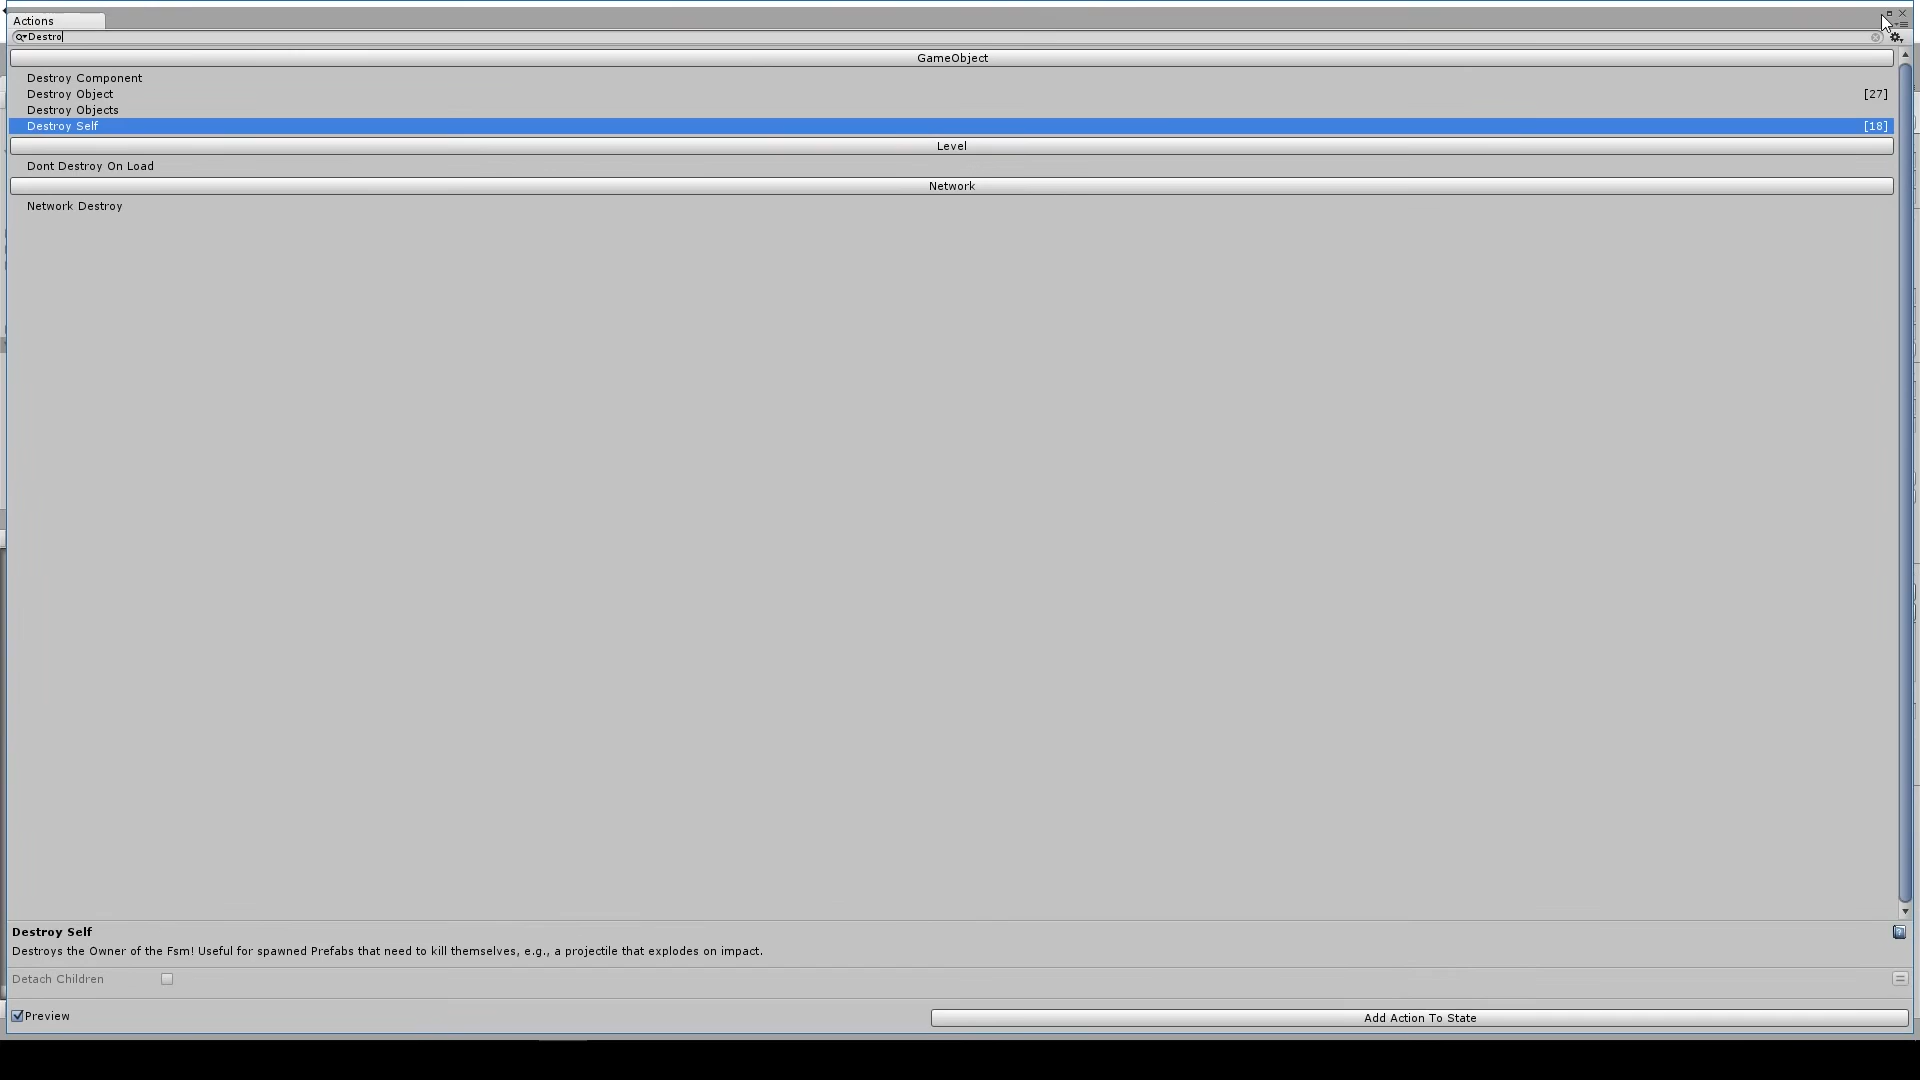 Actions
Destro
GameObject
Destroy Component
Destroy Object [27]
Destroy Objects
Destroy Self [18]
Level
Dont Destroy On Load
Network
Network Destroy
Destroy Self
Destroys the Owner of the Fsm! Useful for spawned Prefabs that need to kill themselves, e.g., a projectile that explodes on impact.
Detach Children
Preview
Add Action To State